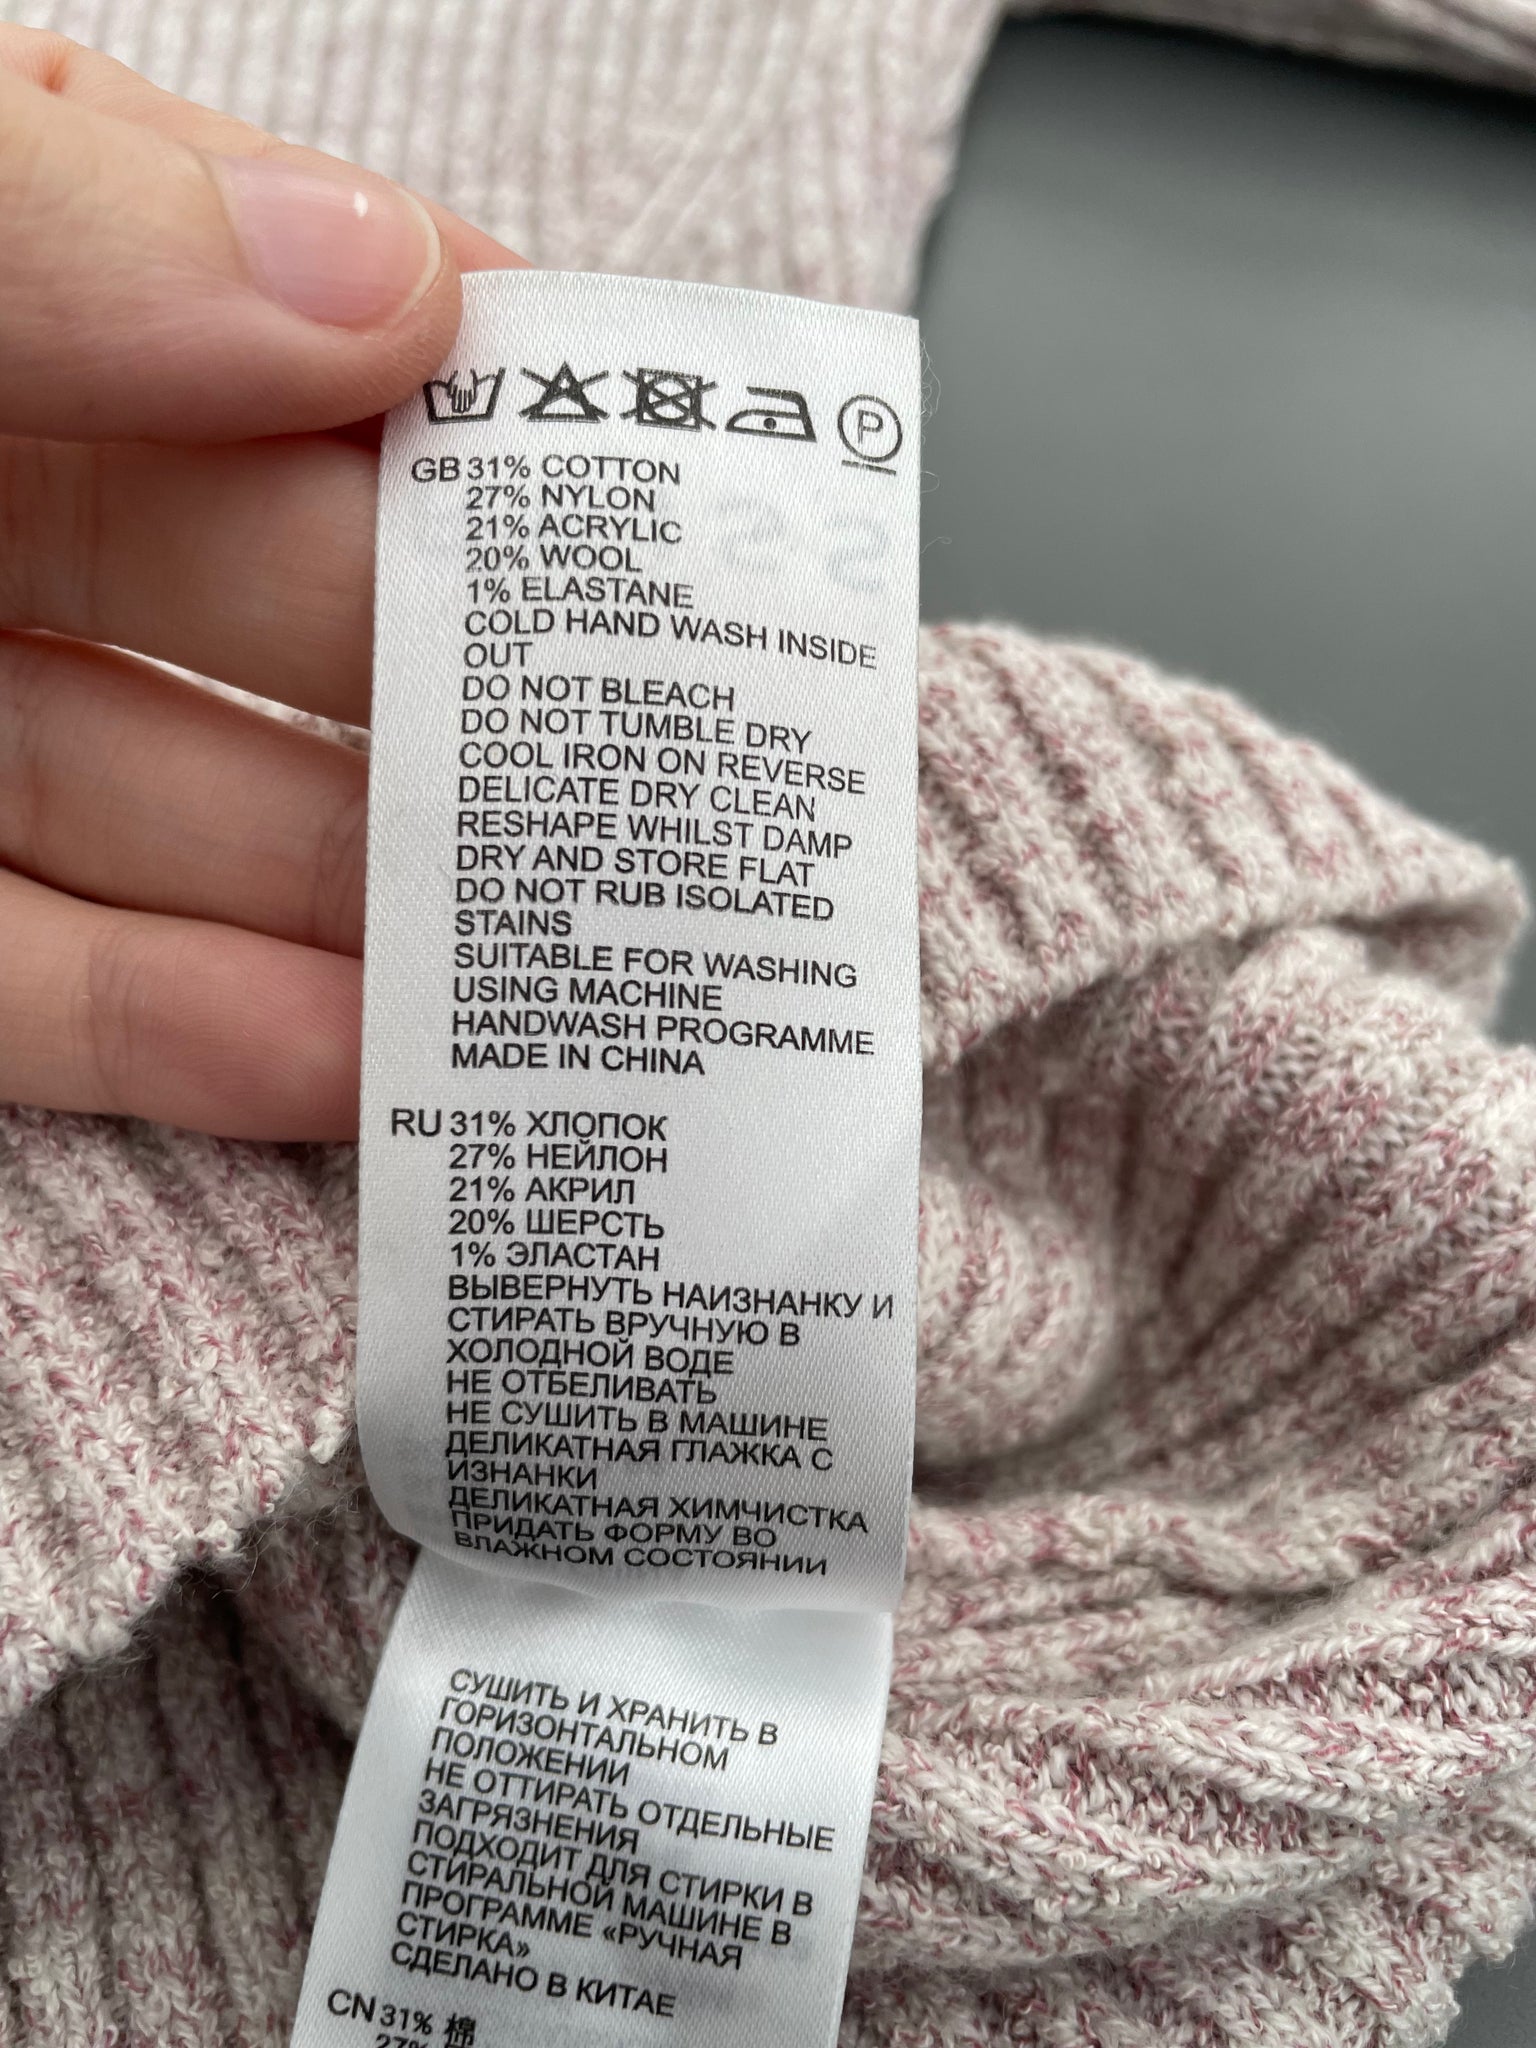 GB 31% COTTON
27% NYLON
21% ACRYLIC
20% WOOL
1% ELASTANE
COLD HAND WASH INSIDE
OUT
DO NOT BLEACH
DO NOT TUMBLE DRY
COOL IRON ON REVERSE
DELICATE DRY CLEAN
RESHAPE WHILST DAMP
DRY AND STORE FLAT
DO NOT RUB ISOLATED
STAINS
SUITABLE FOR WASHING
USING MACHINE
HANDWASH PROGRAMME
MADE IN CHINA
RU 31% ХЛОПОК
27% НЕЙЛОН
21% АКРИЛ
20% ШЕРСТЬ
1% ЭЛАСТАН
ВЫВЕРНУТЬ НАИЗНАНКУ И
СТИРАТЬ ВРУЧНУЮ В
ХОЛОДНОЙ ВОДЕ
НЕ ОТБЕЛИВАТЬ
НЕ СУШИТЬ В МАШИНЕ
ДЕЛИКАТНАЯ ГЛАЖКА С
ИЗНАНКИ
ДЕЛИКАТНАЯ ХИМЧИСТКА
ПРИДАТЬ ФОРМУ ВО
ВЛАЖНОМ СОСТОЯНИИ
СУШИТЬ И ХРАНИТЬ В
ГОРИЗОНТАЛЬНОМ
ПОЛОЖЕНИИ
НЕ ОТТИРАТЬ ОТДЕЛЬНЫЕ
ЗАГРЯЗНЕНИЯ
ПОДХОДИТ ДЛЯ СТИРКИ В
СТИРАЛЬНОЙ МАШИНЕ В
ПРОГРАММЕ «РУЧНАЯ
СТИРКА»
СДЕЛАНО В КИТАЕ
CN 31% 棉
27%